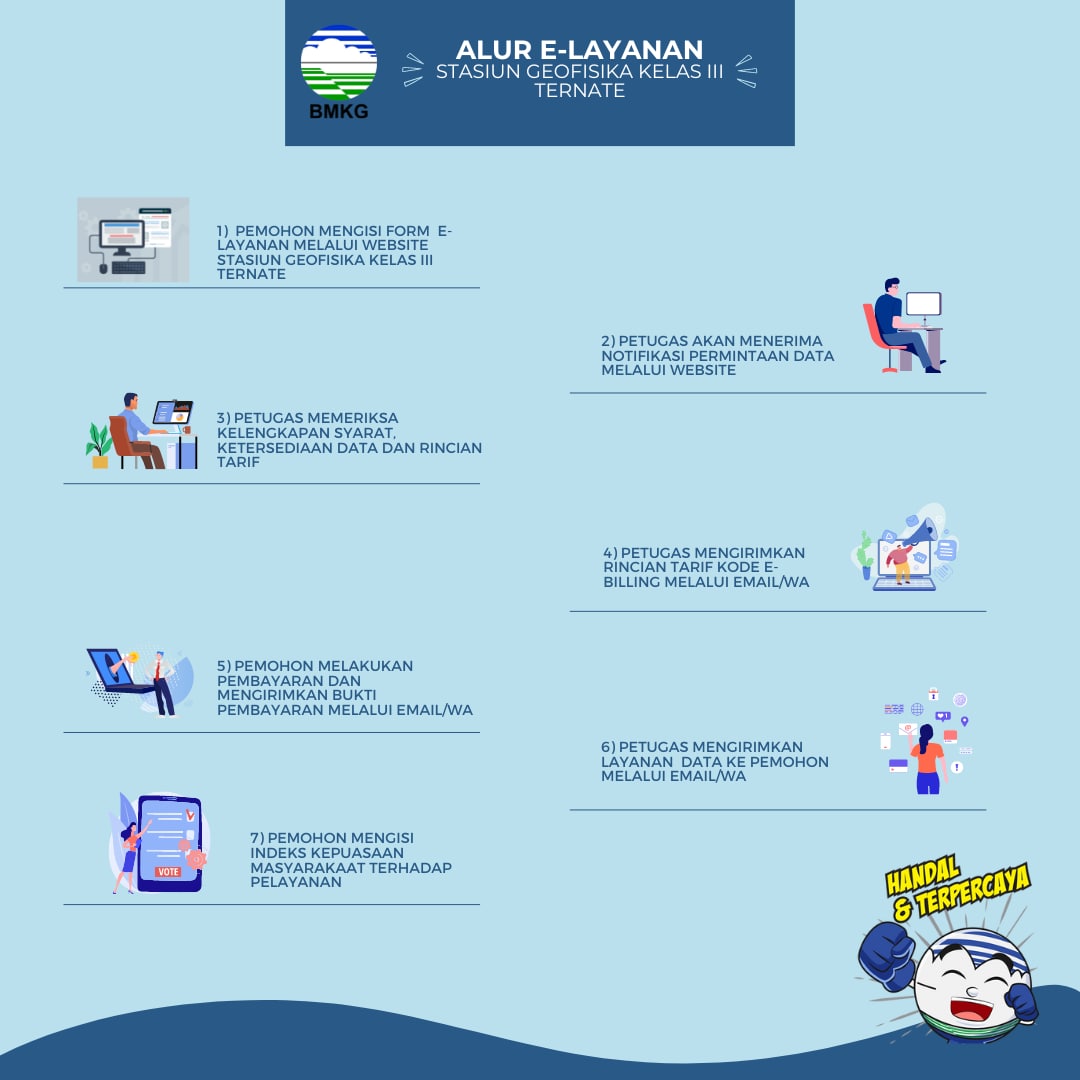 ALUR E-LAYANAN
STASIUN GEOFISIKA KELAS III
TERNATE
BMKG
1) PEMOHON MENGISI FORM E-
LAYANAN MELALUI WEBSITE
STASIUN GEOFISIKA KELAS III
TERNATE
2) PETUGAS AKAN MENERIMA
NOTIFIKASI PERMINTAAN DATA
MELALUI WEBSITE
3) PETUGAS MEMERIKSA
KELENGKAPAN SYARAT,
KETERSEDIAAN DATA DAN RINCIAN
TARIF
4) PETUGAS MENGIRIMKAN
RINCIAN TARIF KODE E-
BILLING MELALUI EMAIL/WA
5) PEMOHON MELAKUKAN
PEMBAYARAN DAN
MENGIRIMKAN BUKTI
PEMBAYARAN MELALUI EMAIL/WA
6) PETUGAS MENGIRIMKAN
LAYANAN DATA KE PEMOHON
MELALUI EMAIL/WA
7) PEMOHON MENGISI
INDEKS KEPUASAAN
MASYARAKAAT TERHADAP
PELAYANAN
VOTE
HANDAL
& TERPERCAYA